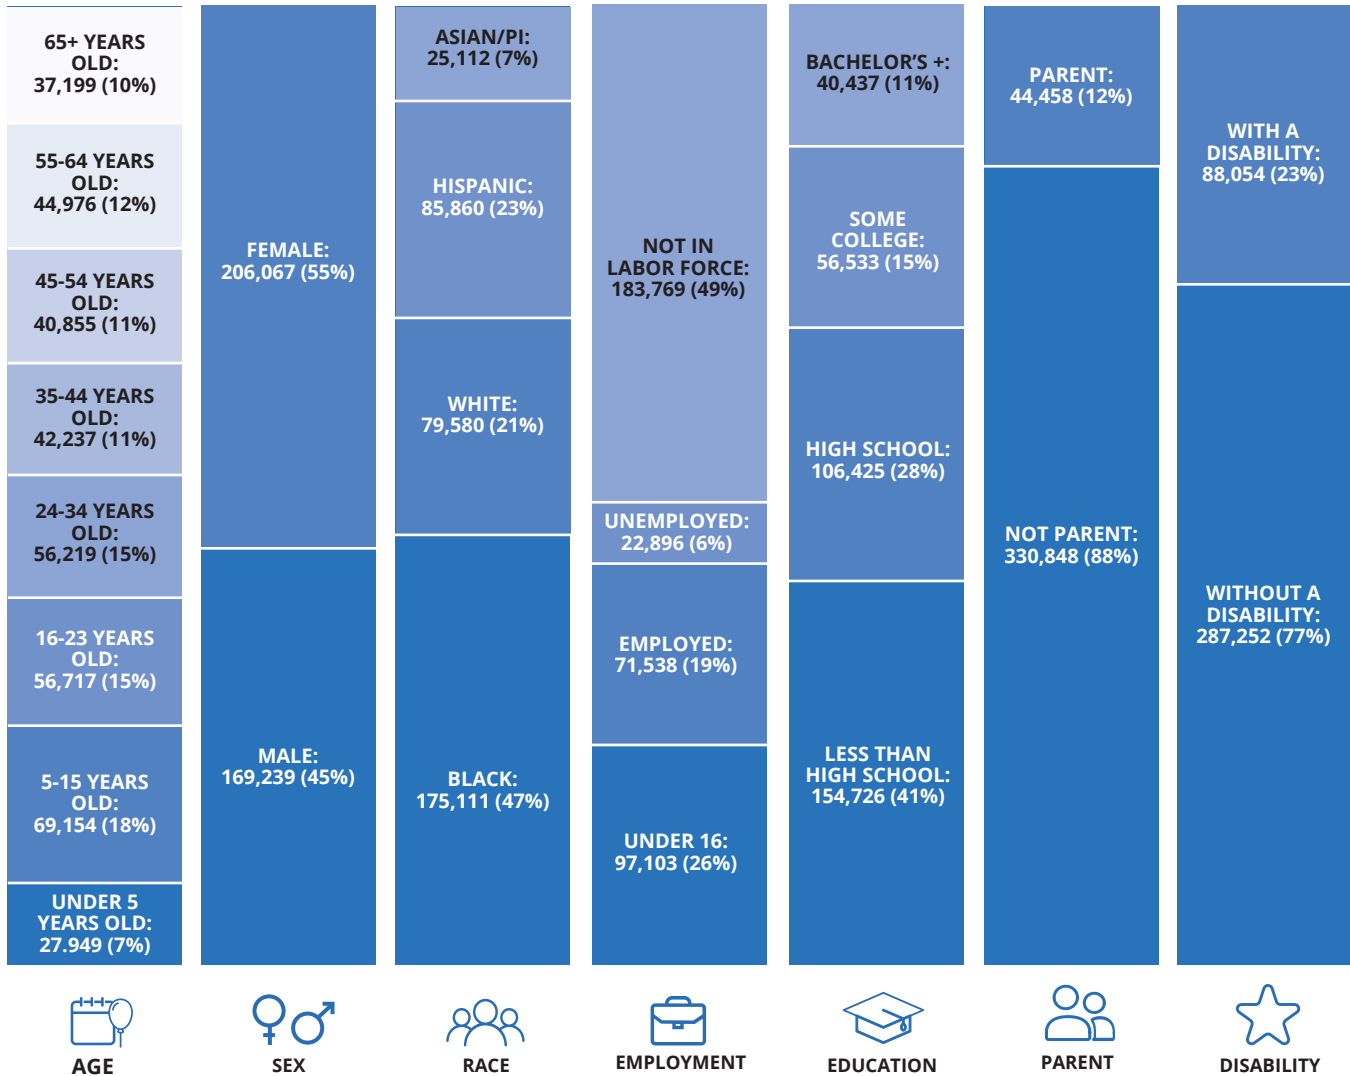 65+ YEARS
OLD:
37,199 (10%)
55-64 YEARS
OLD:
44,976 (12%)
45-54 YEARS
OLD:
40,855 (11%)
35-44 YEARS
OLD:
42,237 (11%)
24-34 YEARS
OLD:
56,219 (15%)
16-23 YEARS
OLD:
56,717 (15%)
5-15 YEARS
OLD:
69,154 (18%)
UNDER 5
YEARS OLD:
27.949 (7%)
AGE
FEMALE:
206,067 (55%)
MALE:
169,239 (45%)
SEX
ASIAN/PI:
25,112 (7%)
HISPANIC:
85,860 (23%)
WHITE:
79,580 (21%)
BLACK:
175,111 (47%)
RACE
NOT IN
LABOR FORCE:
183,769 (49%)
UNEMPLOYED:
22,896 (6%)
EMPLOYED:
71,538 (19%)
UNDER 16:
97,103 (26%)
EMPLOYMENT
BACHELOR’S +:
40,437 (11%)
SOME
COLLEGE:
56,533 (15%)
HIGH SCHOOL:
106,425 (28%)
LESS THAN
HIGH SCHOOL:
154,726 (41%)
EDUCATION
PARENT:
44,458 (12%)
NOT PARENT:
330,848 (88%)
PARENT
WITH A
DISABILITY:
88,054 (23%)
WITHOUT A
DISABILITY:
287,252 (77%)
DISABILITY